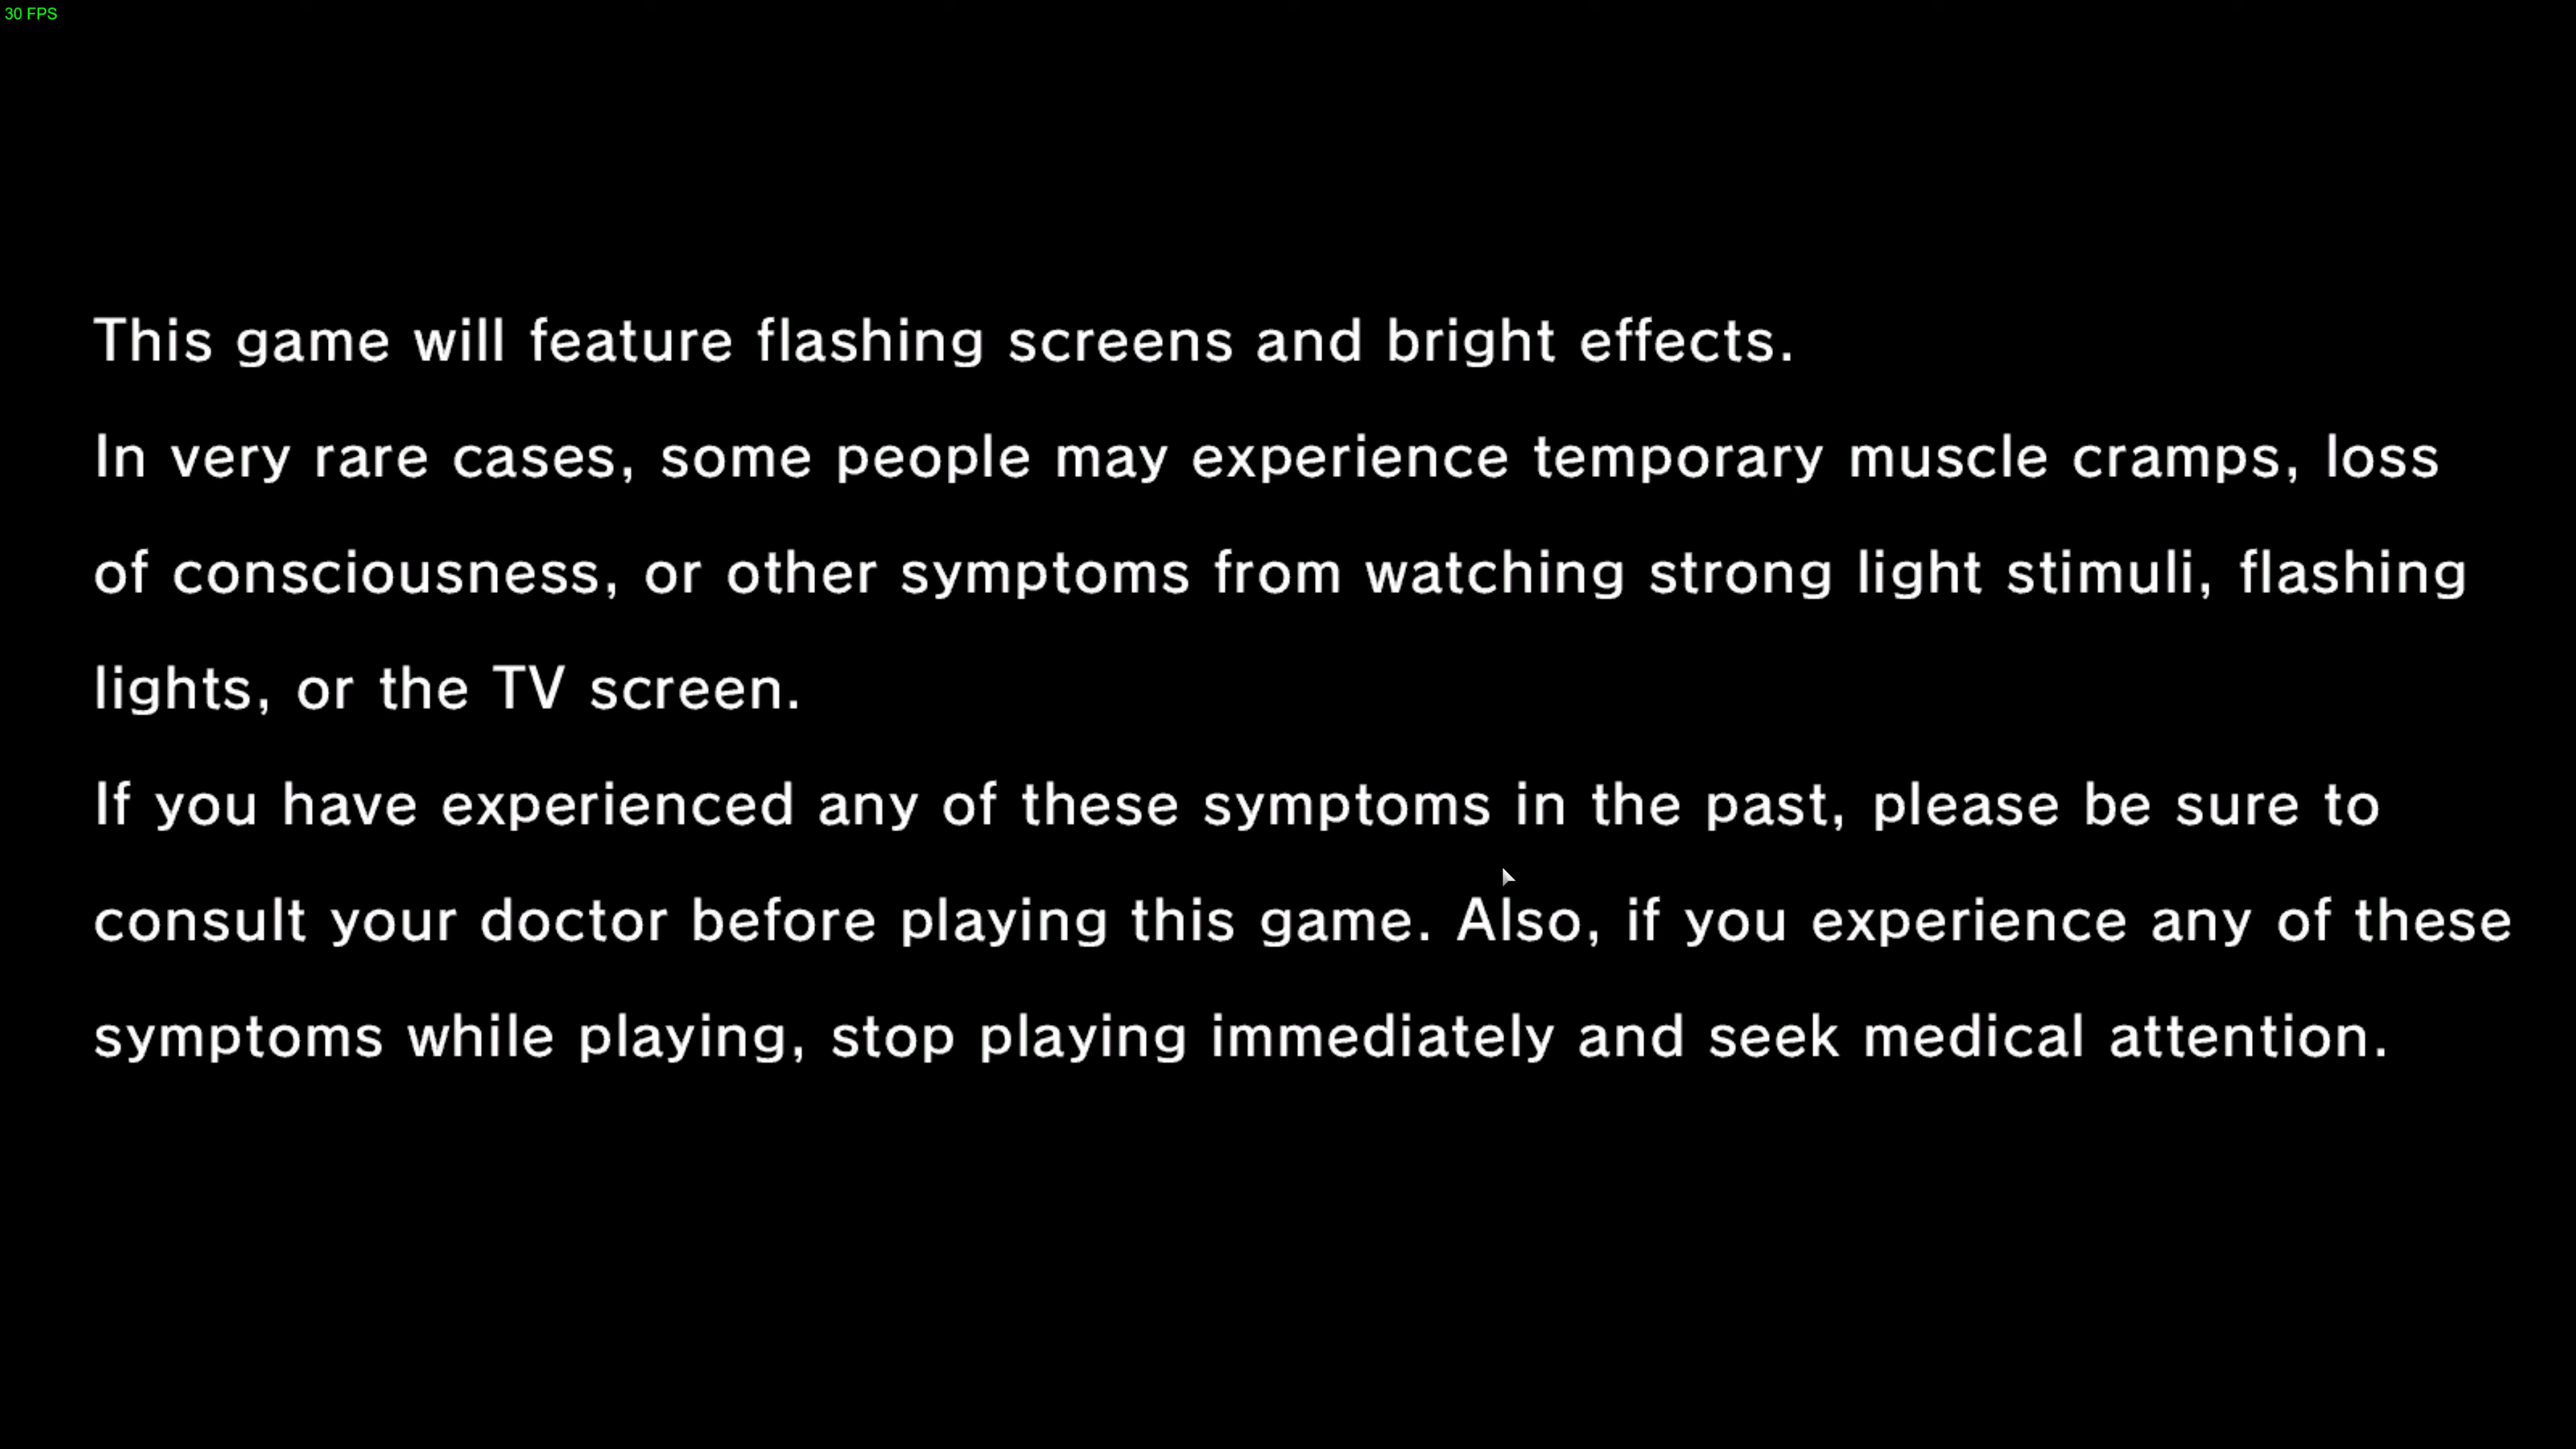 30 FPS
This game will feature flashing screens and bright effects.
In very rare cases, some people may experience temporary muscle cramps, loss
of consciousness, or other symptoms from watching strong light stimuli, flashing
lights, or the TV screen.
If you have experienced any of these symptoms in the past, please be sure to
consult your doctor before playing this game. Also, if you experience any of these
symptoms while playing, stop playing immediately and seek medical attention.